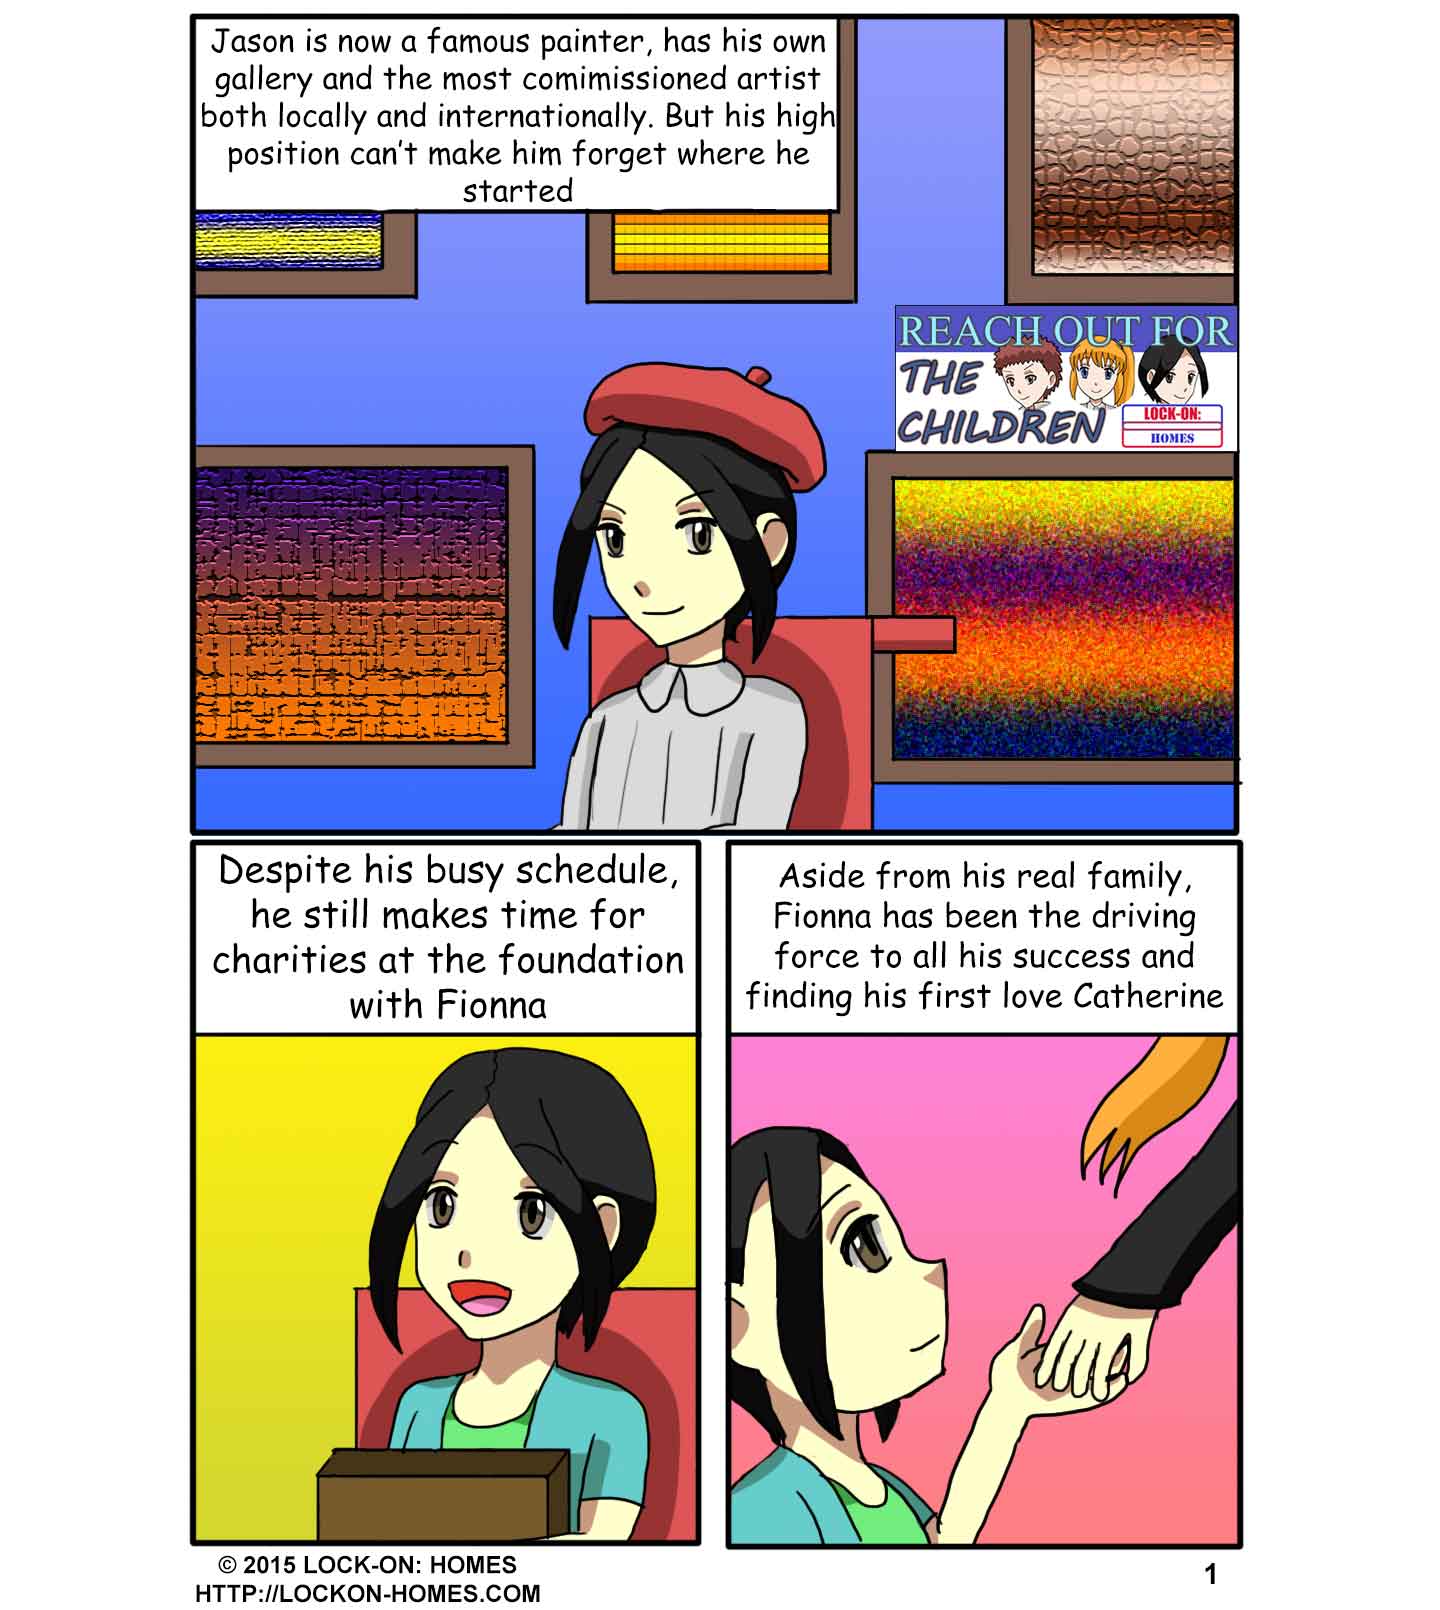 Jason is now a famous painter, has his own
gallery and the most comimissioned artist
both locally and internationally. But his high
position can't make him forget where he
started
REACH OUT FOR
THE
CHILDREN
LOCK-ON:
HOMES
Despite his busy schedule,
he still makes time for
charities at the foundation
with Fionna
Aside from his real family,
Fionna has been the driving
force to all his success and
finding his first love Catherine
© 2015 LOCK-ON: HOMES
HTTP://LOCKON-HOMES.COM
1